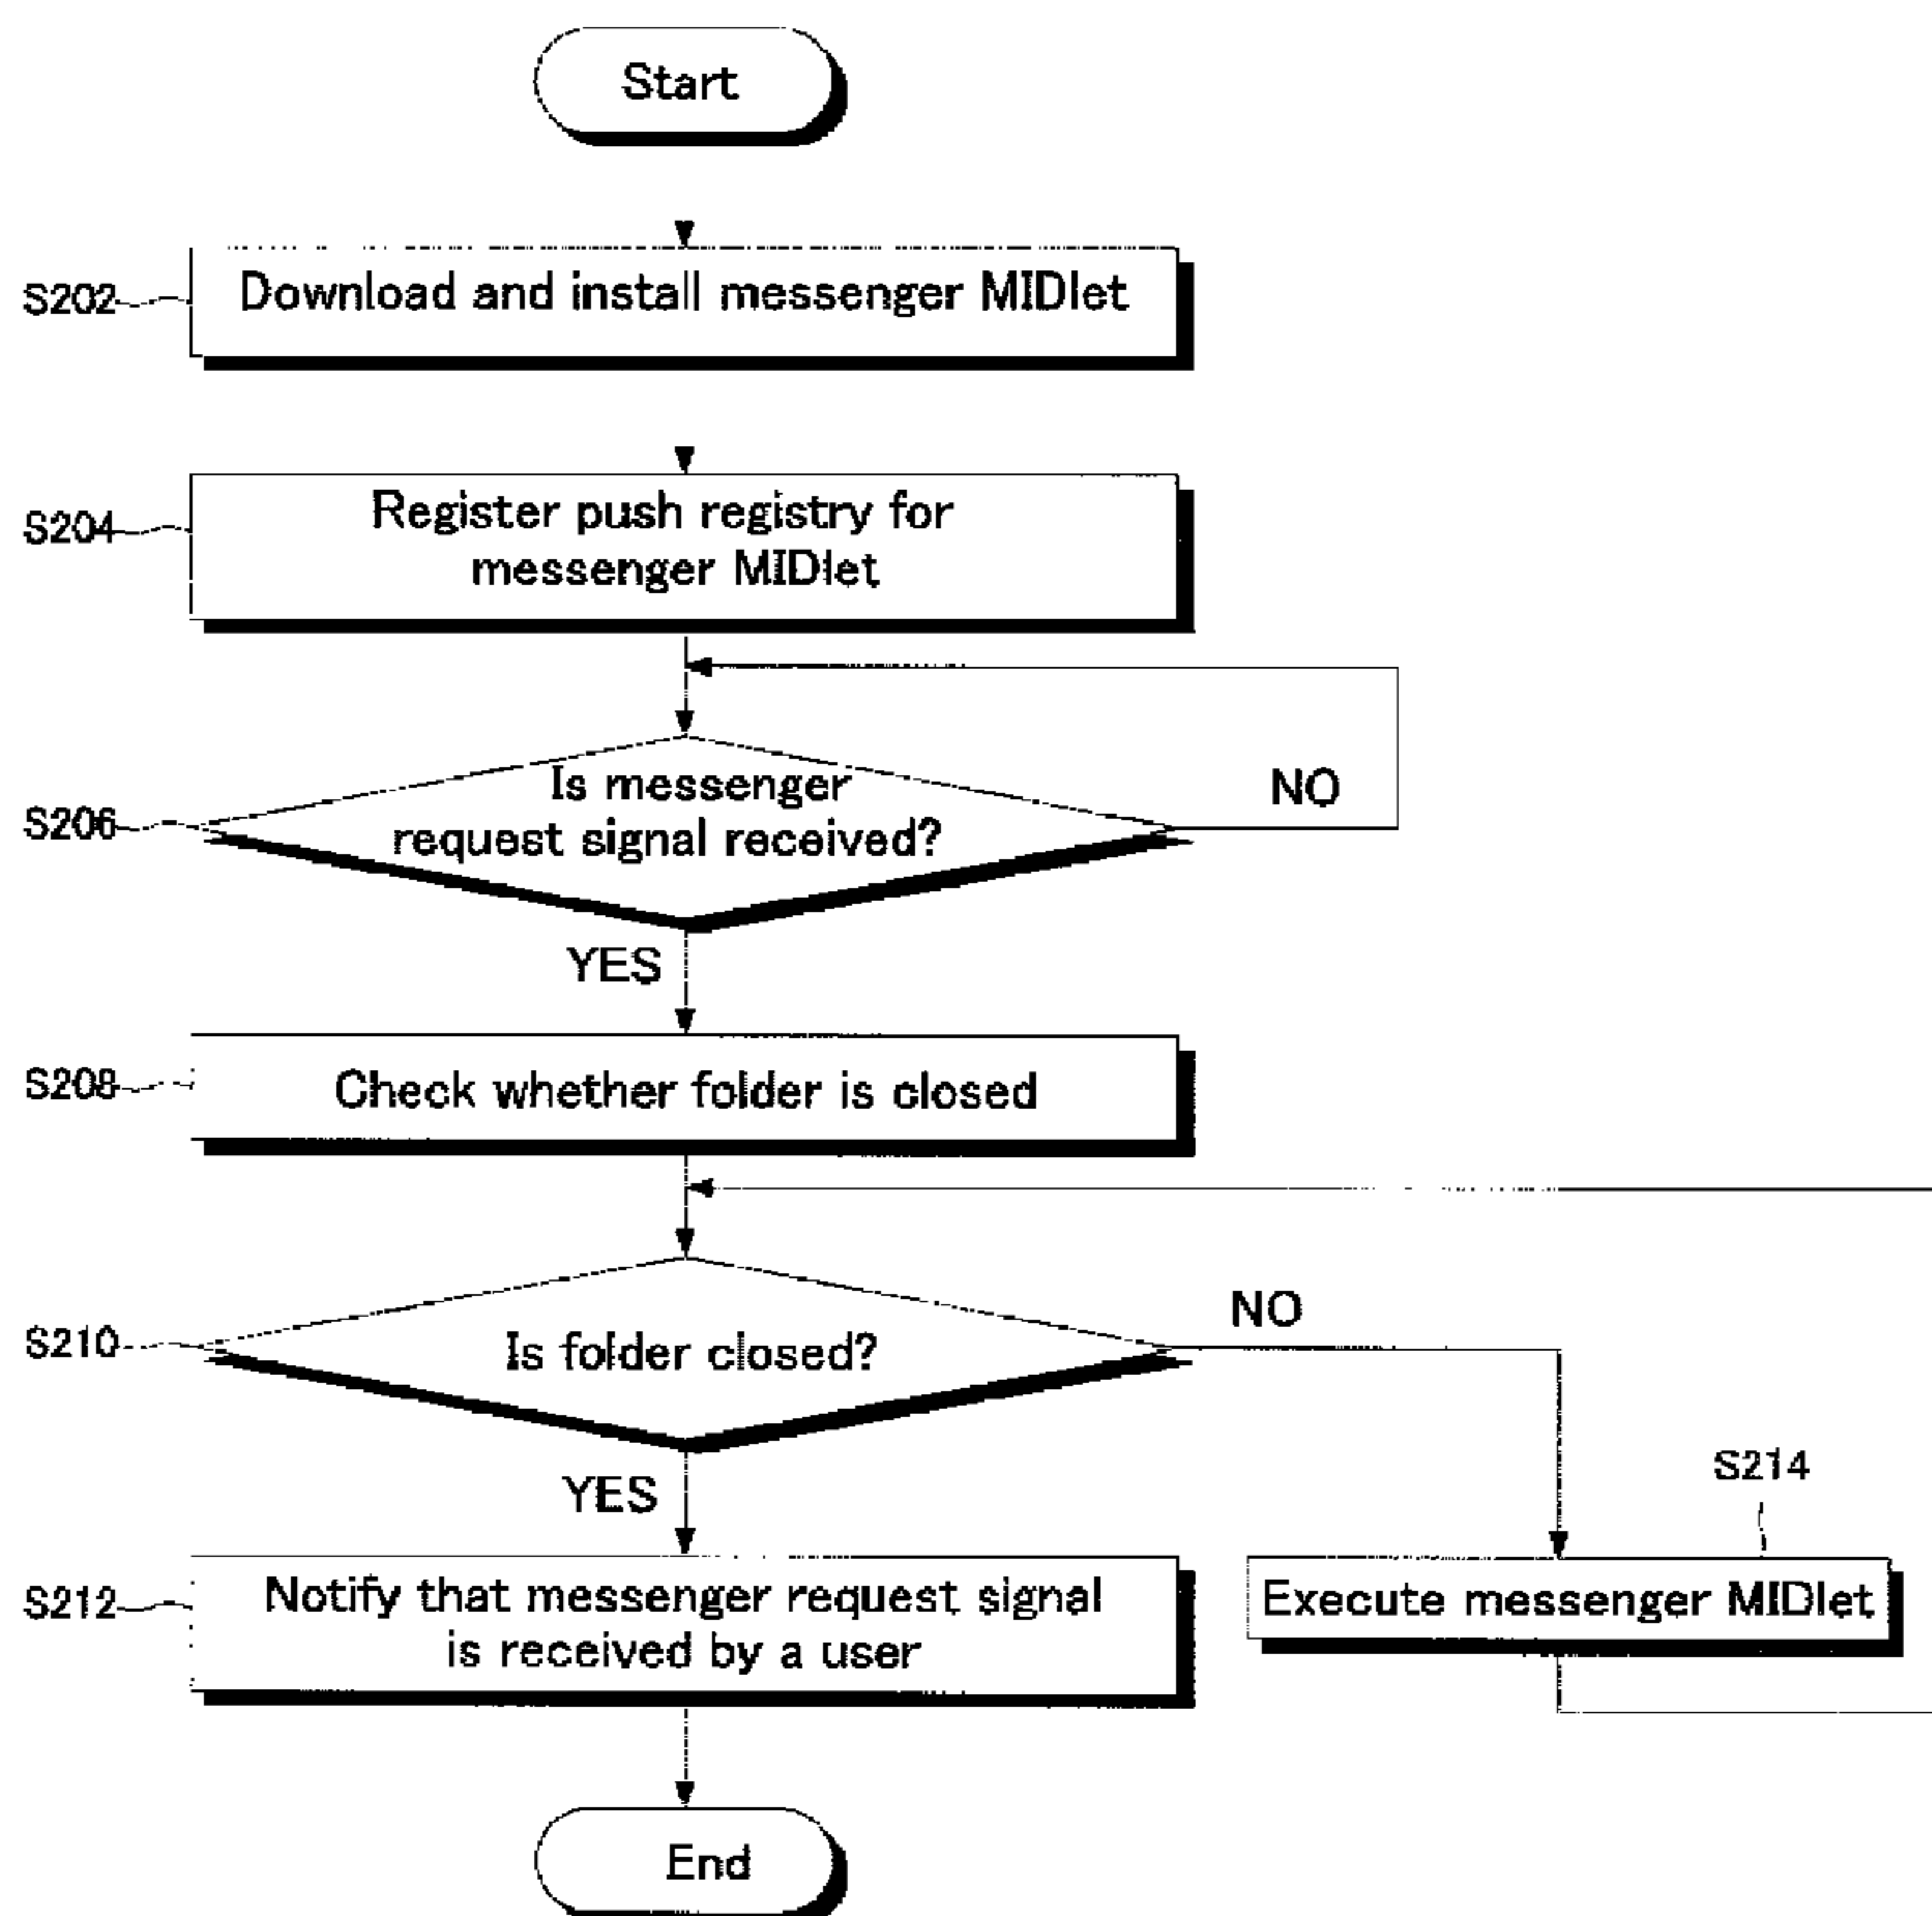 Start
S202
Download and install messenger MIDlet
S204
Register push registry for
messenger MIDlet
S206
Is messenger
request signal received?
NO
YES
S208
Check whether folder is closed
S210
Is folder closed?
NO
YES
S214
S212
Notify that messenger request signal
is received by a user
Execute messenger MIDlet
End